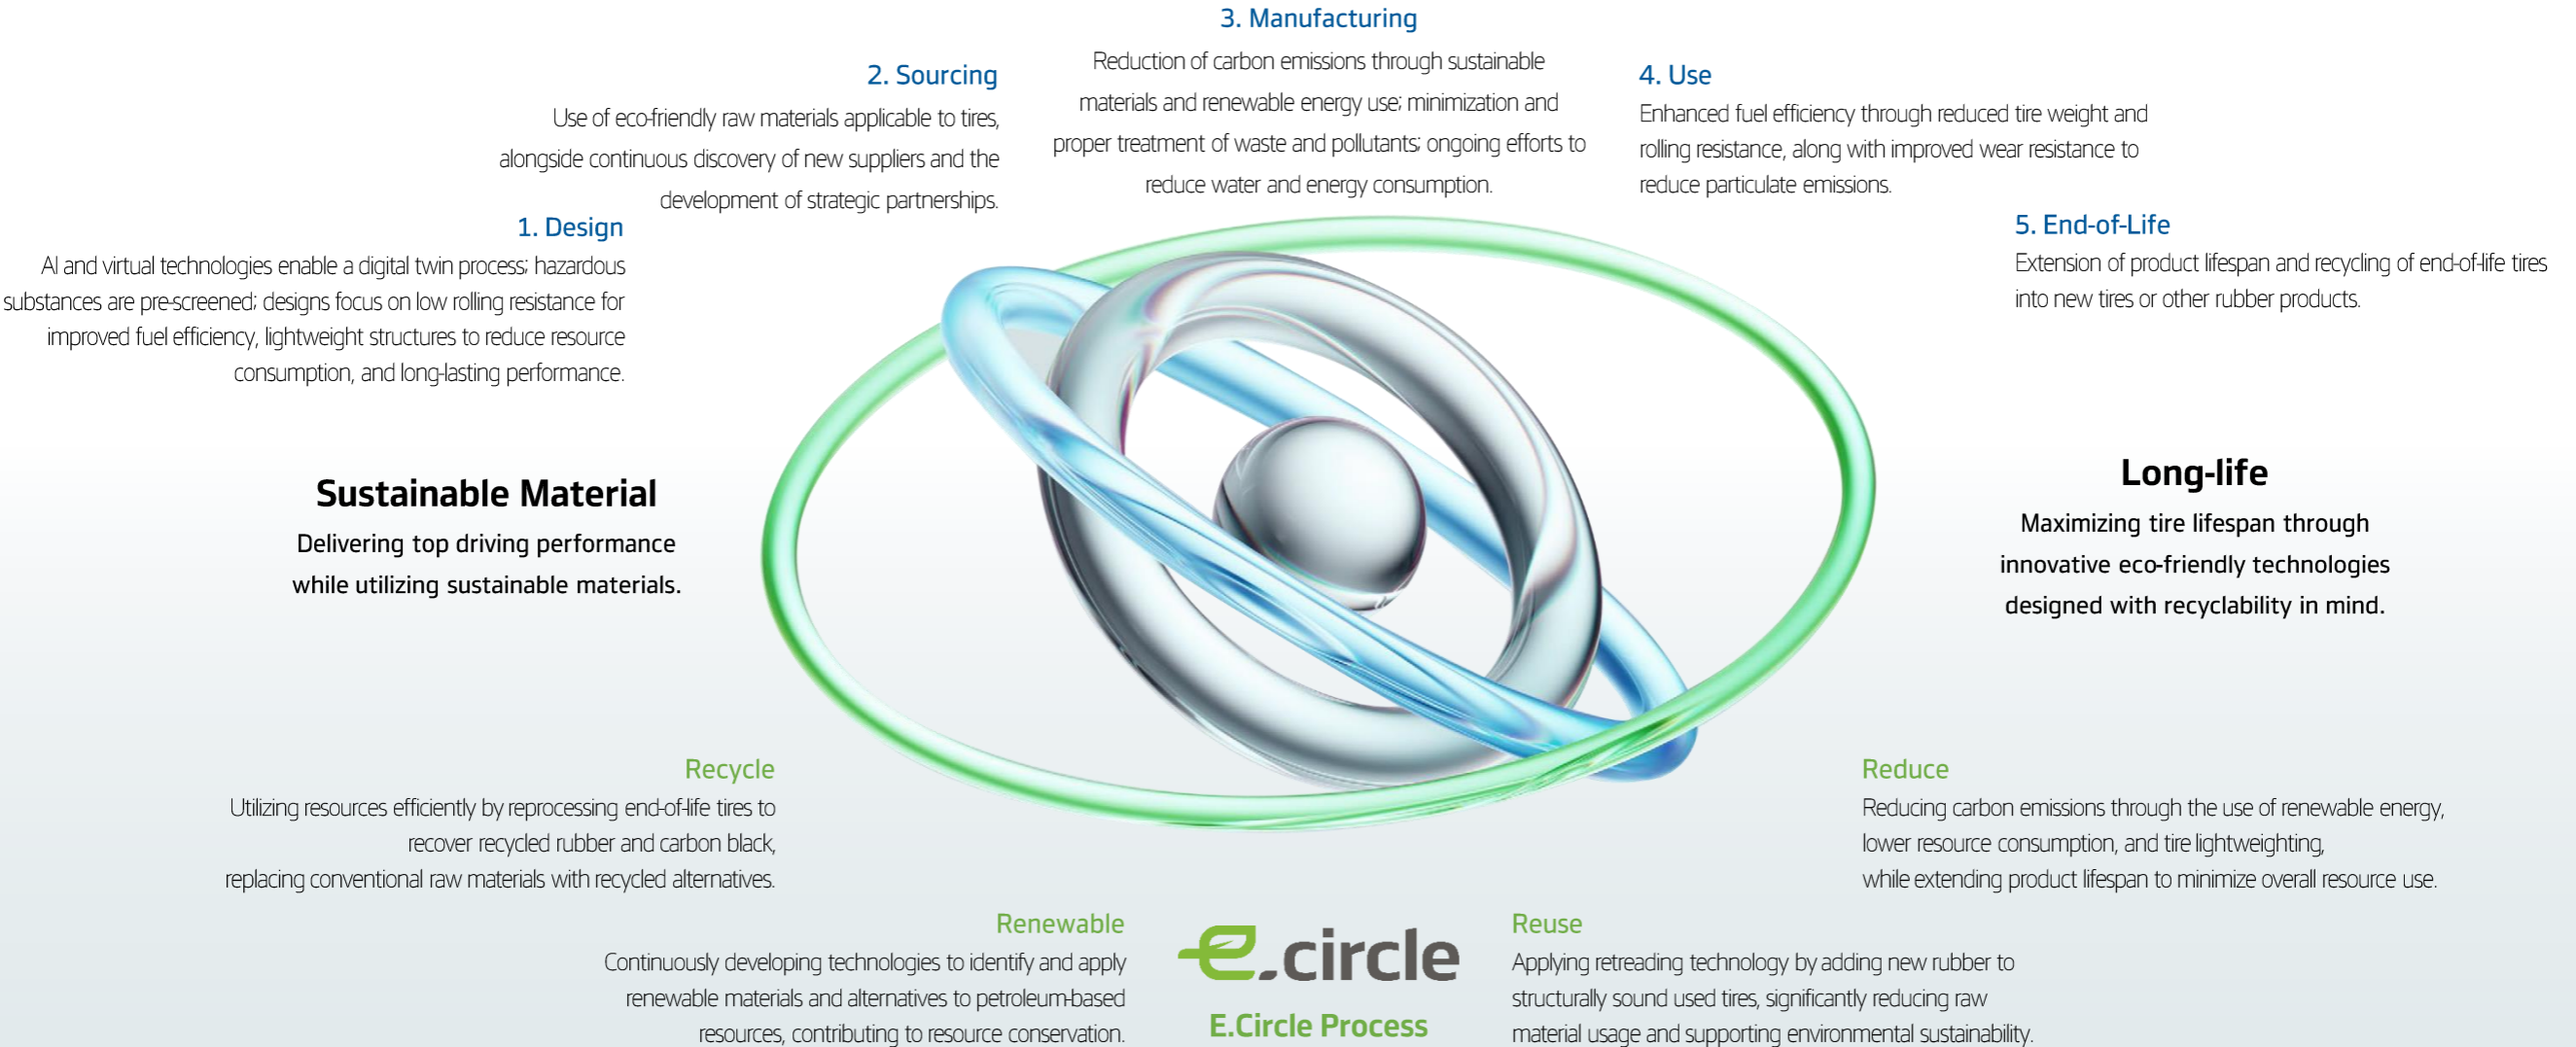 3. Manufacturing
Reduction of carbon emissions through sustainable
materials and renewable energy use; minimization and
proper treatment of waste and pollutants; ongoing efforts to
reduce water and energy consumption.
2. Sourcing
Use of eco-friendly raw materials applicable to tires,
alongside continuous discovery of new suppliers and the
development of strategic partnerships.
4. Use
Enhanced fuel efficiency through reduced tire weight and
rolling resistance, along with improved wear resistance to
reduce particulate emissions.
1. Design
AI and virtual technologies enable a digital twin process; hazardous
substances are pre-screened; designs focus on low rolling resistance for
improved fuel efficiency, lightweight structures to reduce resource
consumption, and long-lasting performance.
5. End-of-Life
Extension of product lifespan and recycling of end-of-life tires
into new tires or other rubber products.
Sustainable Material
Delivering top driving performance
while utilizing sustainable materials.
Long-life
Maximizing tire lifespan through
innovative eco-friendly technologies
designed with recyclability in mind.
Recycle
Utilizing resources efficiently by reprocessing end-of-life tires to
recover recycled rubber and carbon black,
replacing conventional raw materials with recycled alternatives.
Reduce
Reducing carbon emissions through the use of renewable energy,
lower resource consumption, and tire lightweighting,
while extending product lifespan to minimize overall resource use.
Renewable
Continuously developing technologies to identify and apply
renewable materials and alternatives to petroleum-based
resources, contributing to resource conservation.
e.circle
E.Circle Process
Reuse
Applying retreading technology by adding new rubber to
structurally sound used tires, significantly reducing raw
material usage and supporting environmental sustainability.